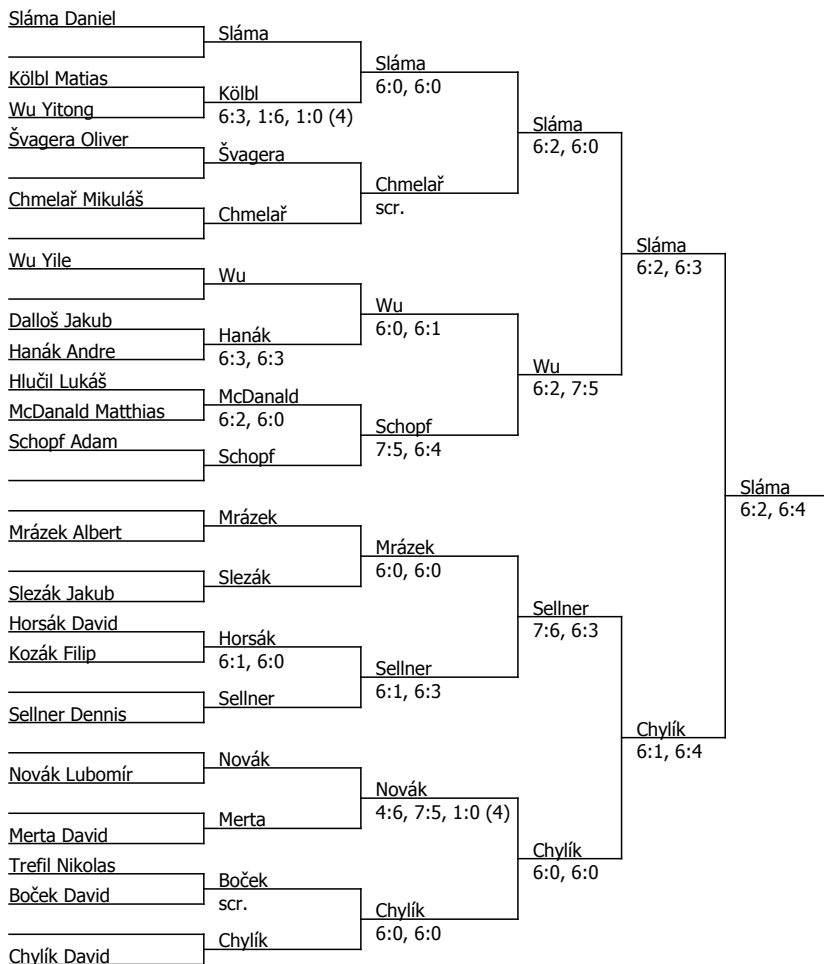 Sláma Daniel
Sláma
Sláma
6:0, 6:0
Kölbl Matias
Kölbl
Wu Yitong
6:3, 1:6, 1:0 (4)
Sláma
6:2, 6:0
Švagera Oliver
Švagera
Chmelař
scr.
Chmelař Mikuláš
Chmelař
Sláma
6:2, 6:3
Wu Yile
Wu
Wu
6:0, 6:1
Dalloš Jakub
Hanák
Hanák Andre
6:3, 6:3
Wu
6:2, 7:5
Hlučil Lukáš
McDanald
McDanald Matthias
6:2, 6:0
Schopf
7:5, 6:4
Schopf Adam
Schopf
Sláma
6:2, 6:4
Mrázek
Mrázek Albert
Mrázek
6:0, 6:0
Slezák
Slezák Jakub
Sellner
7:6, 6:3
Horsák David
Horsák
Kozák Filip
6:1, 6:0
Sellner
6:1, 6:3
Sellner
Sellner Dennis
Chylík
6:1, 6:4
Novák
Novák Lubomír
Novák
4:6, 7:5, 1:0 (4)
Merta
Merta David
Chylík
6:0, 6:0
Trefil Nikolas
Boček
Boček David
scr.
Chylík
6:0, 6:0
Chylík
Chylík David